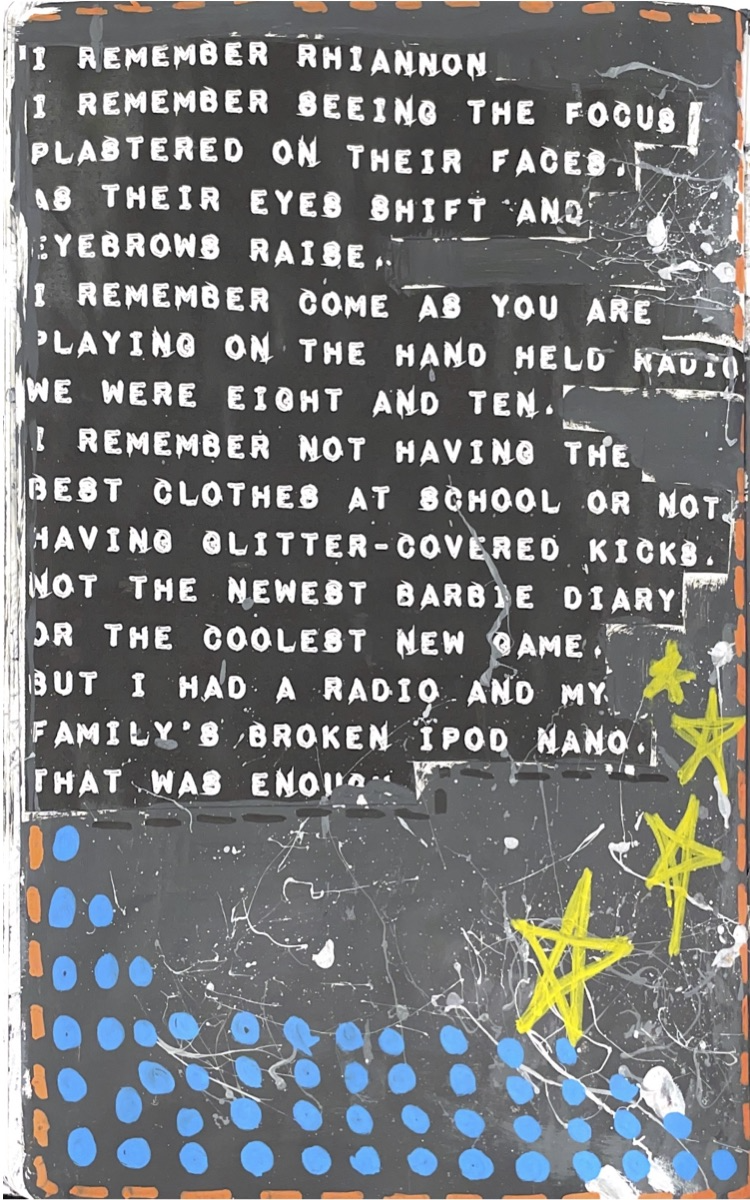 I REMEMBER RHIANNON
I REMEMBER SEEING THE FOCUS
PLASTERED ON THEIR FACES.
AS THEIR EYES SHIFT AND
EYEBROWS RAISE.
I REMEMBER COME AS YOU ARE
PLAYING ON THE HAND HELD RADIO
WE WERE EIGHT AND TEN.
I REMEMBER NOT HAVING THE
BEST CLOTHES AT SCHOOL OR NOT
HAVING GLITTER-COVERED KICKS.
NOT THE NEWEST BARBIE DIARY
OR THE COOLEST NEW GAME.
BUT I HAD A RADIO AND MY
FAMILY'S BROKEN IPOD NANO.
THAT WAS ENOUGH